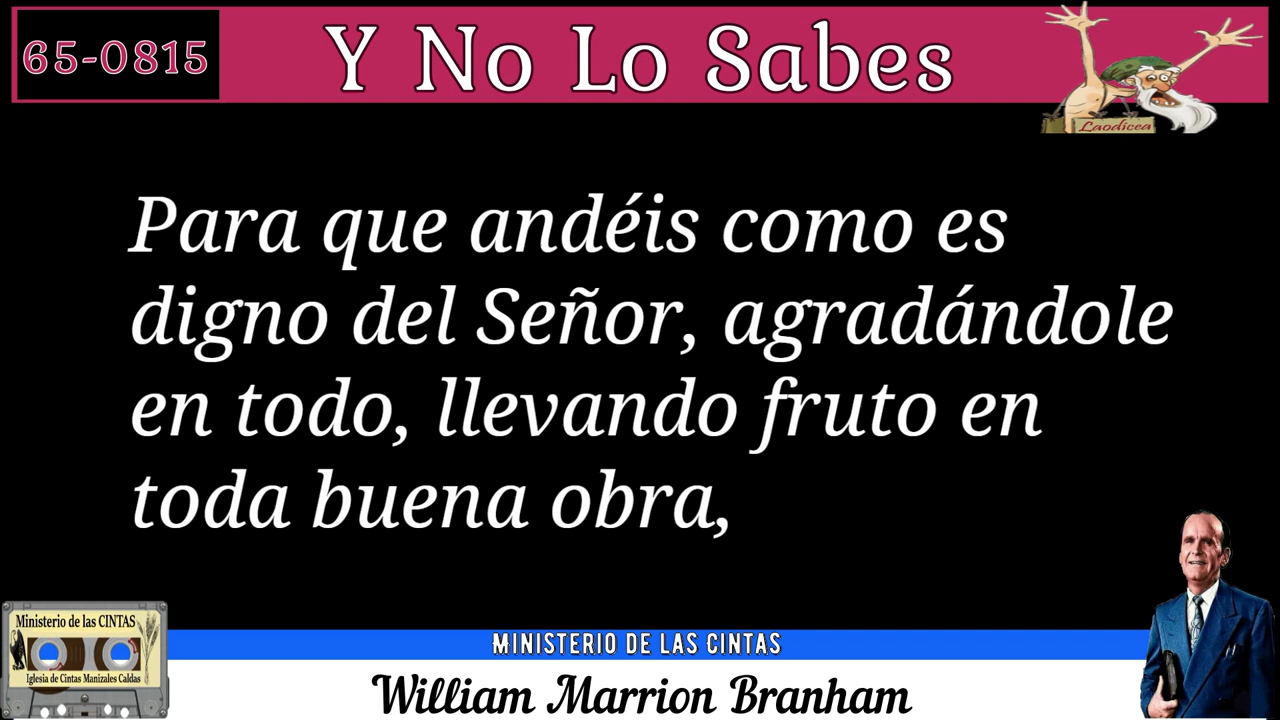 65-0815
Y No Lo Sabes
Laodicea
Para que andéis como es
digno del Señor, agradándole
en todo, llevando fruto en
toda buena obra,
Ministerio de las CINTAS
Iglesia de Cintas Manizales Caldas
MINISTERIO DE LAS CINTAS
William Marrion Branham